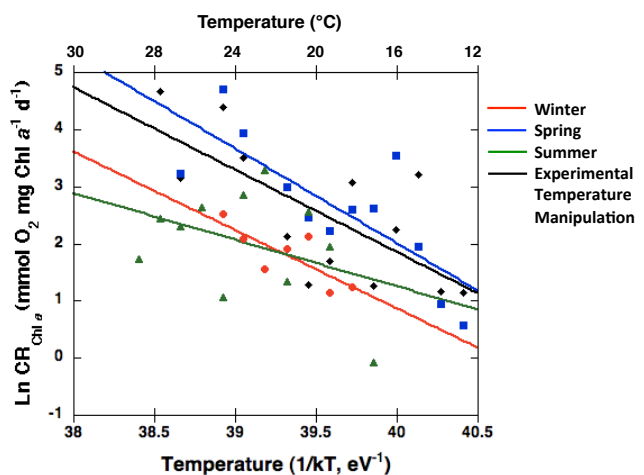 Temperature (°C)
30 28 26 24 22 20 18 16 14 12
5
4
3
2
1
0
-1
Ln CR Chl a (mmol O2 mg Chl a-1 d-1)
38 38.5 39 39.5 40 40.5
Temperature (1/kT, eV-1)
Winter
Spring
Summer
Experimental
Temperature
Manipulation